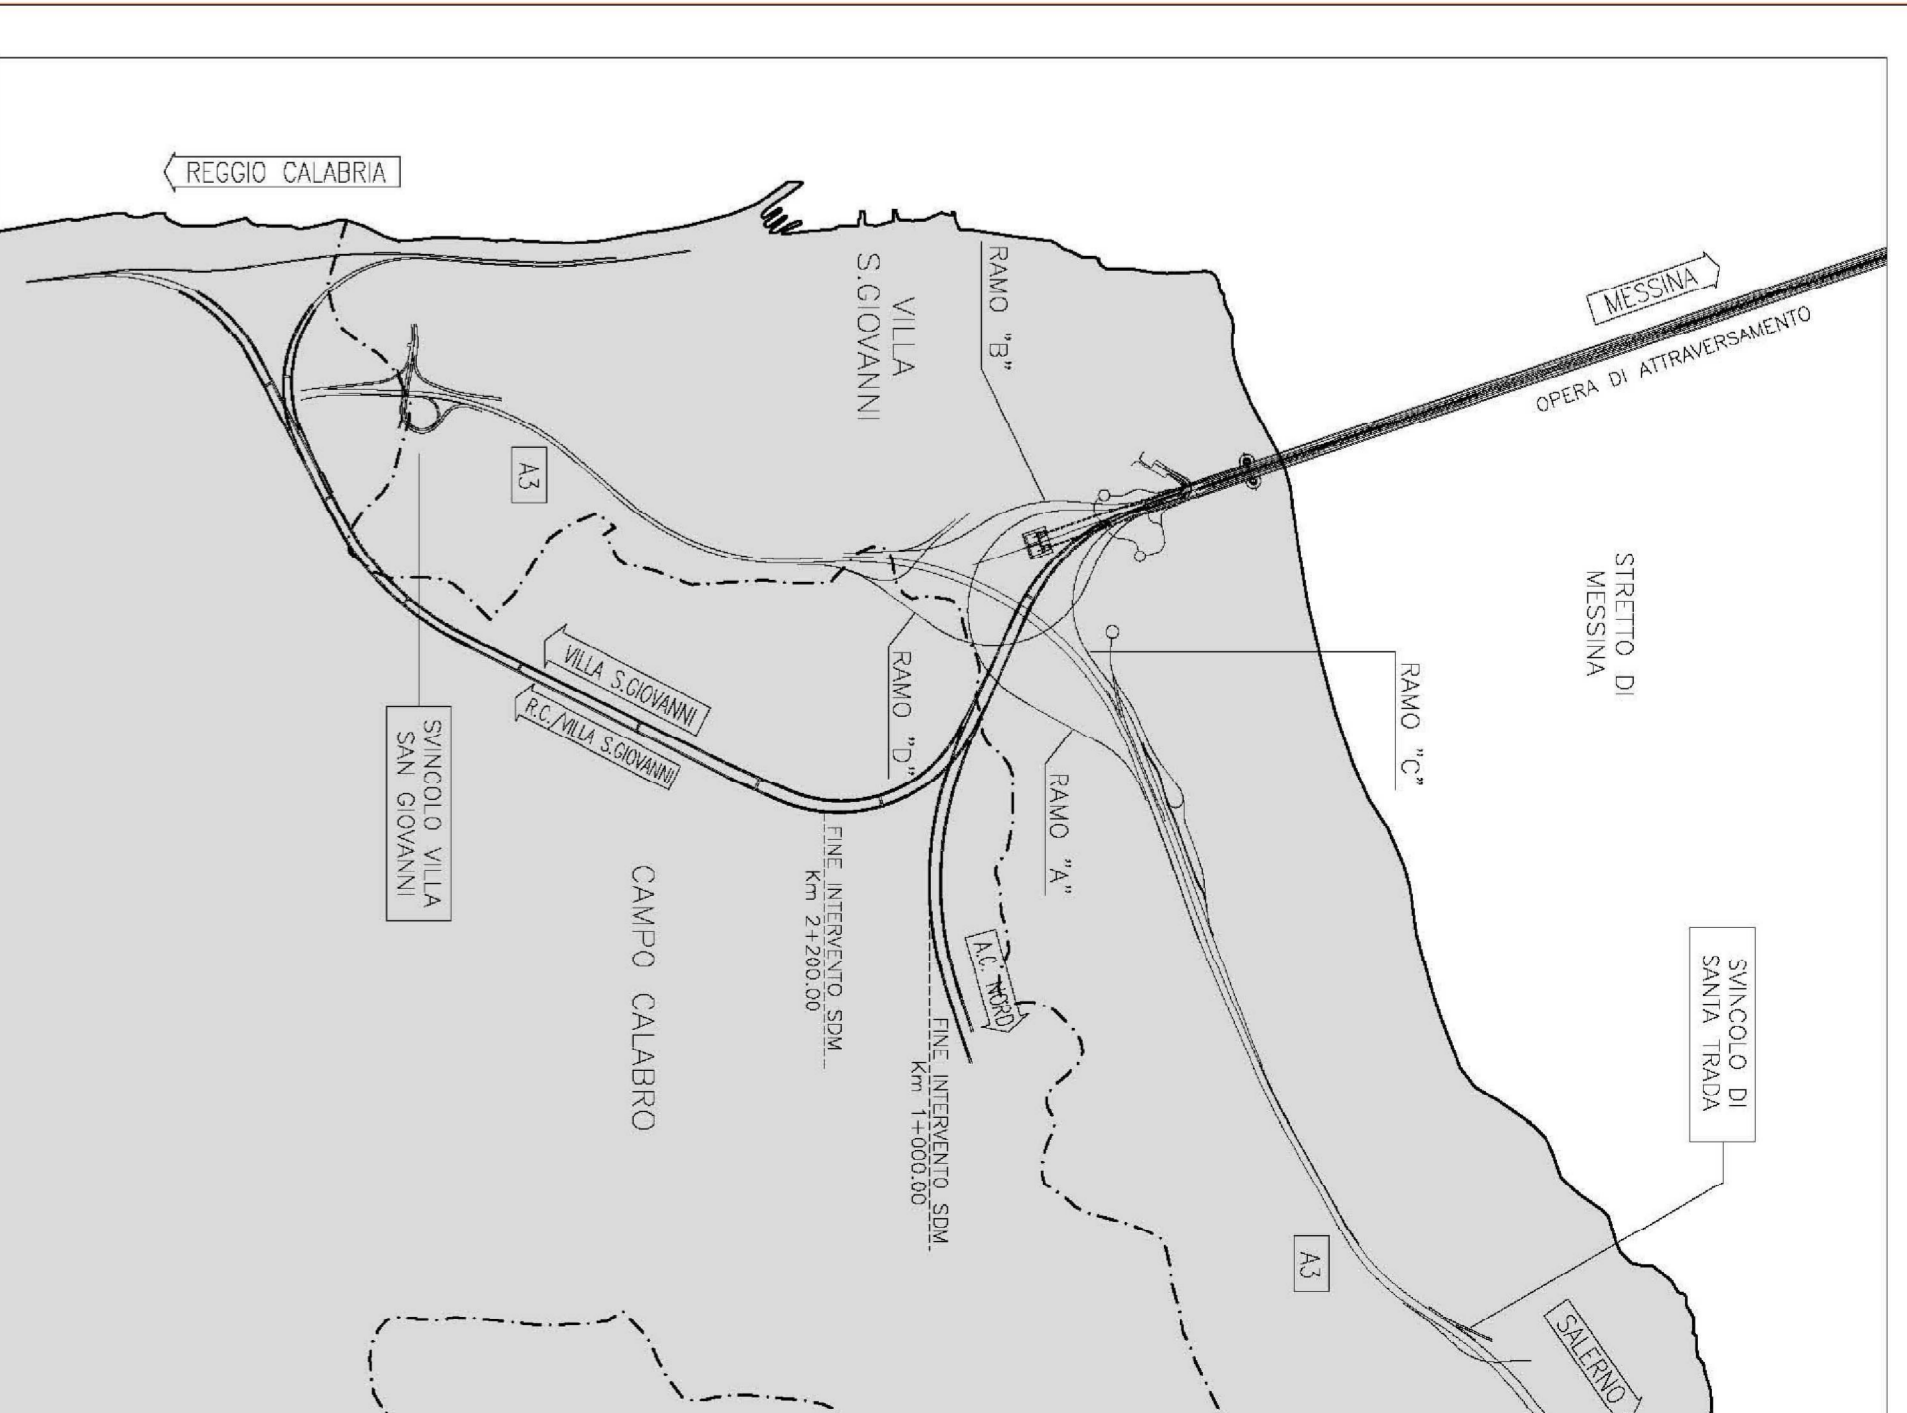 REGGIO CALABRIA
MESSINA
OPERA DI ATTRAVERSAMENTO
RAMO "B"
VILLA
S.GIOVANNI
A3
STRETTO DI
MESSINA
RAMO "C"
RAMO "D"
RAMO "A"
VILLA S.GIOVANNI
R.C./VILLA S.GIOVANNI
SVINCOLO VILLA
SAN GIOVANNI
CAMPO CALABRO
FINE INTERVENTO SDM
Km 2+200.00
A.C. NORD
FINE INTERVENTO SDM
Km 1+000.00
SVINCOLO DI
SANTA TRADA
A3
SALERNO